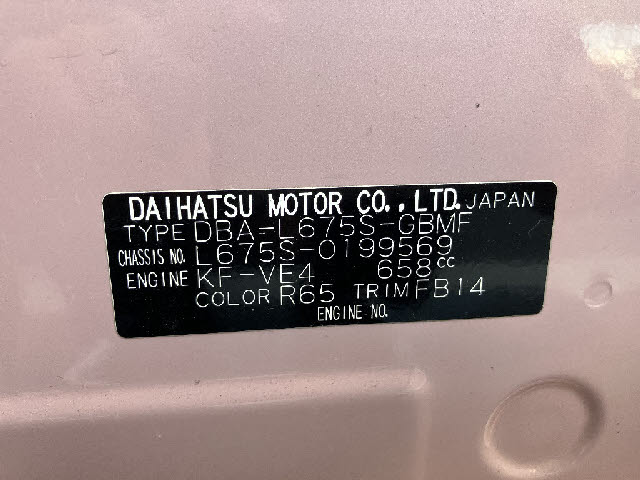 DAIHATSU MOTOR CO.,LTD. JAPAN
TYPE DBA-L675S-GBMF
CHASSIS NO. L675S-0199569
ENGINE KF-VE4 658cc
COLOR R65 TRIM FB14
ENGINE NO.